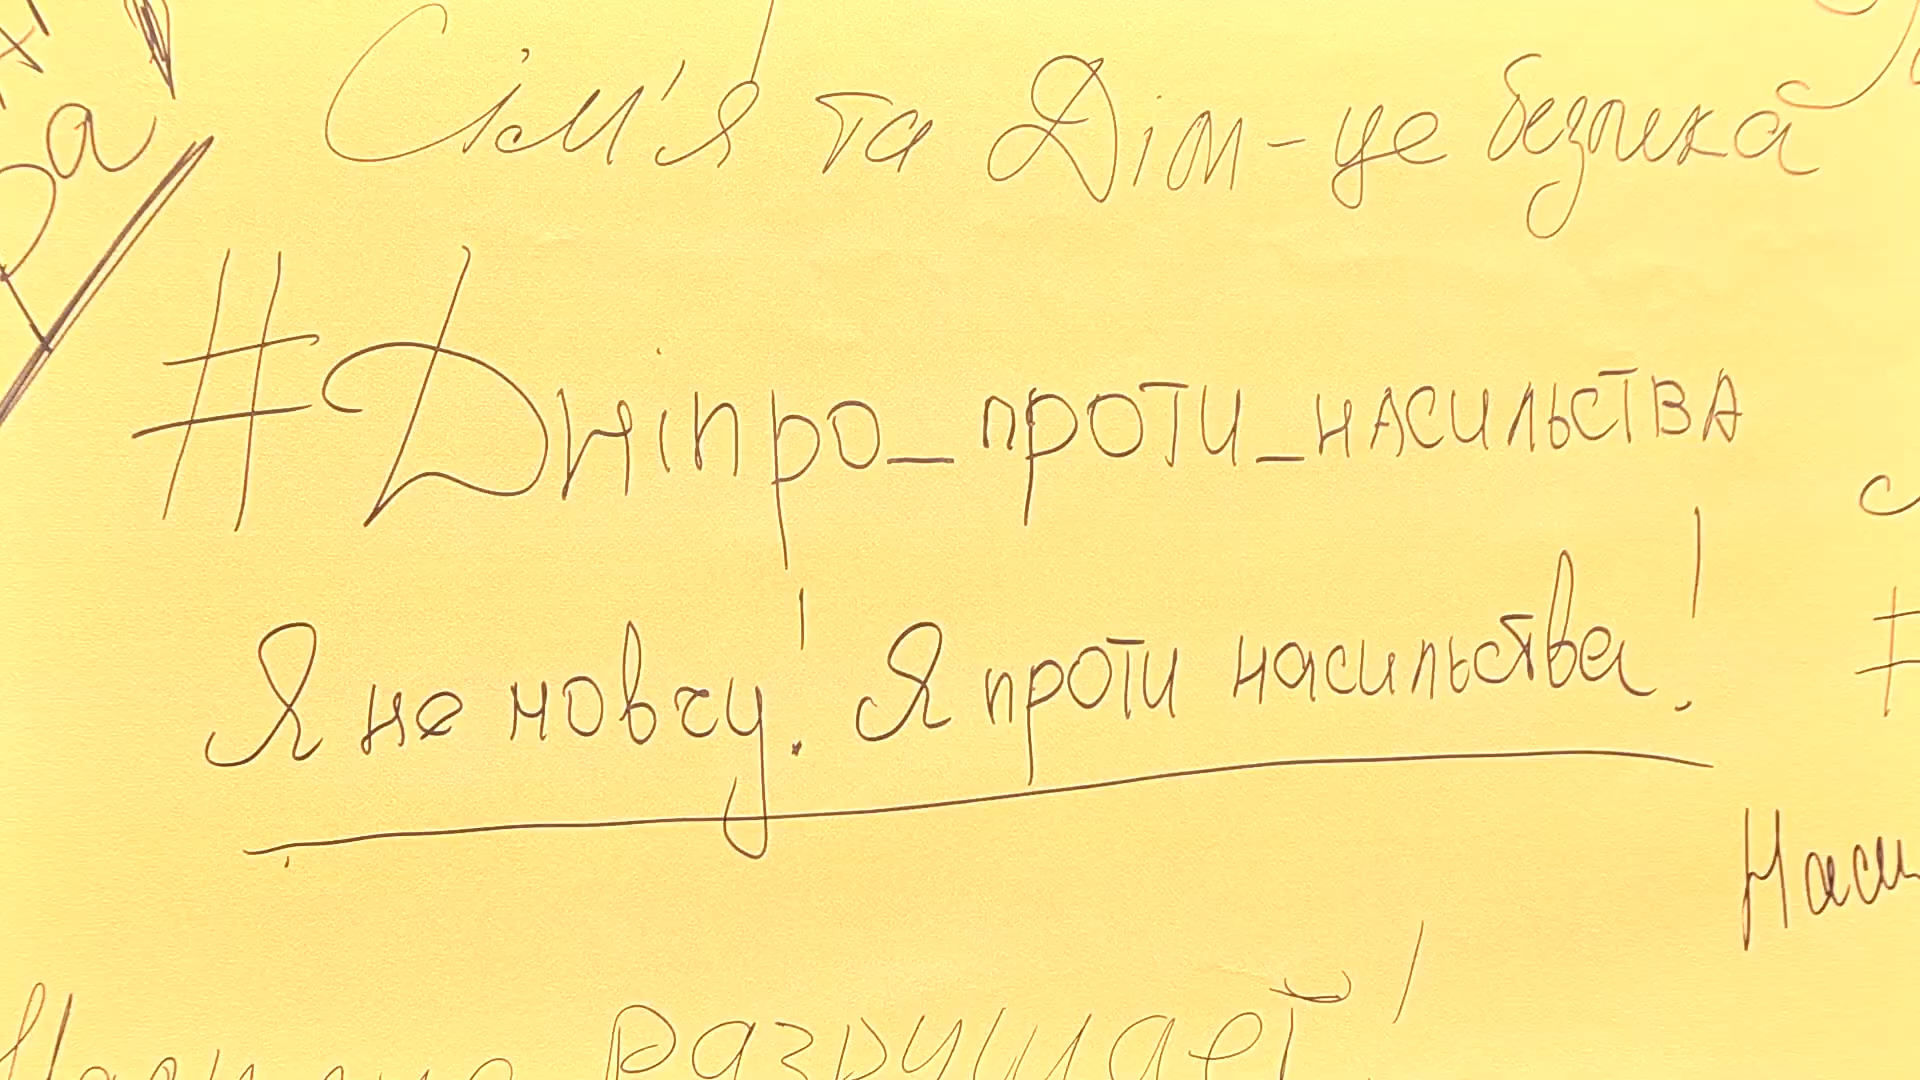 Сім'я та Дім - це безпека
#Дніпро_проти_насильства
Я не мовчу! Я проти насильства!
разрушает!